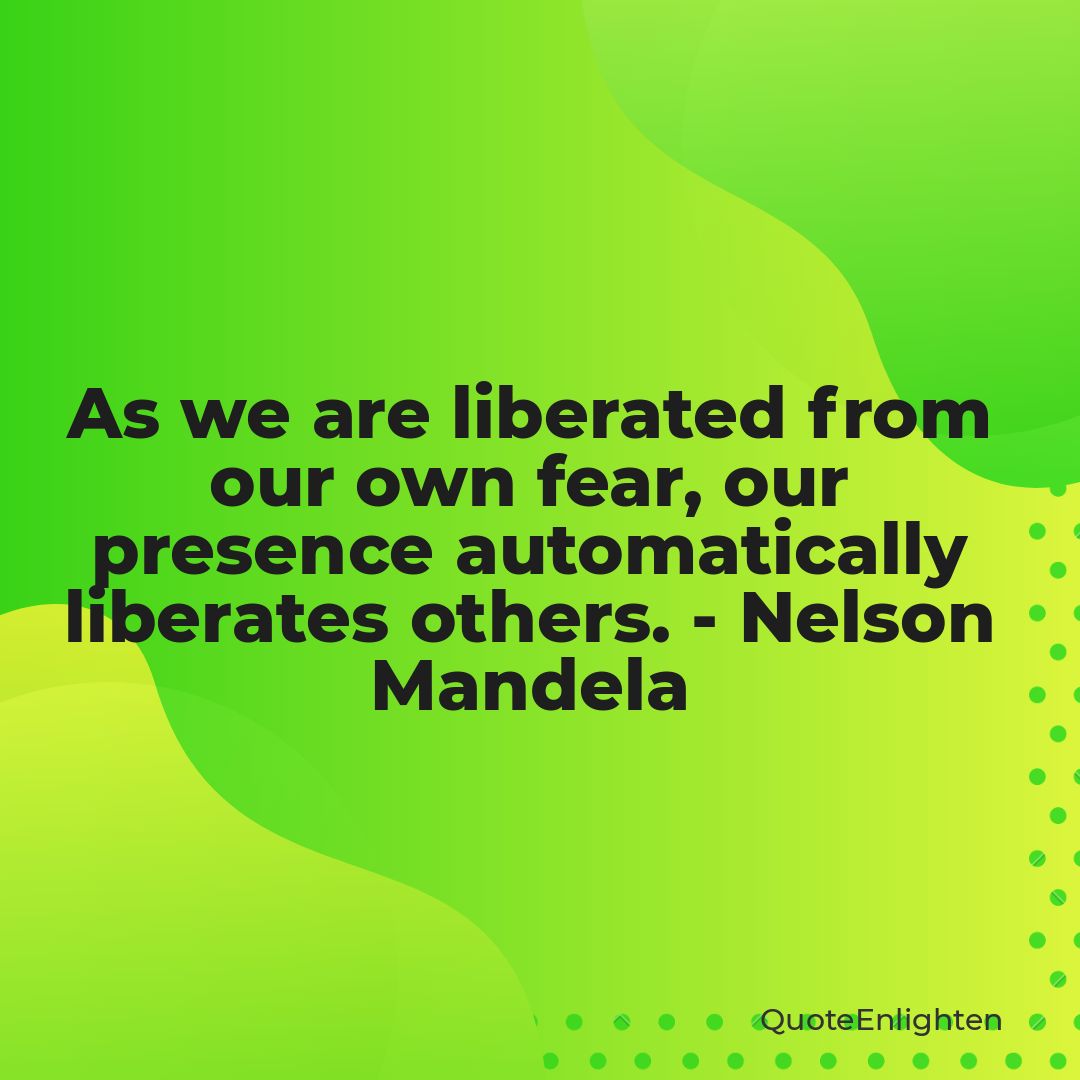 As we are liberated from
our own fear, our
presence automatically
liberates others. - Nelson
Mandela
QuoteEnlighten